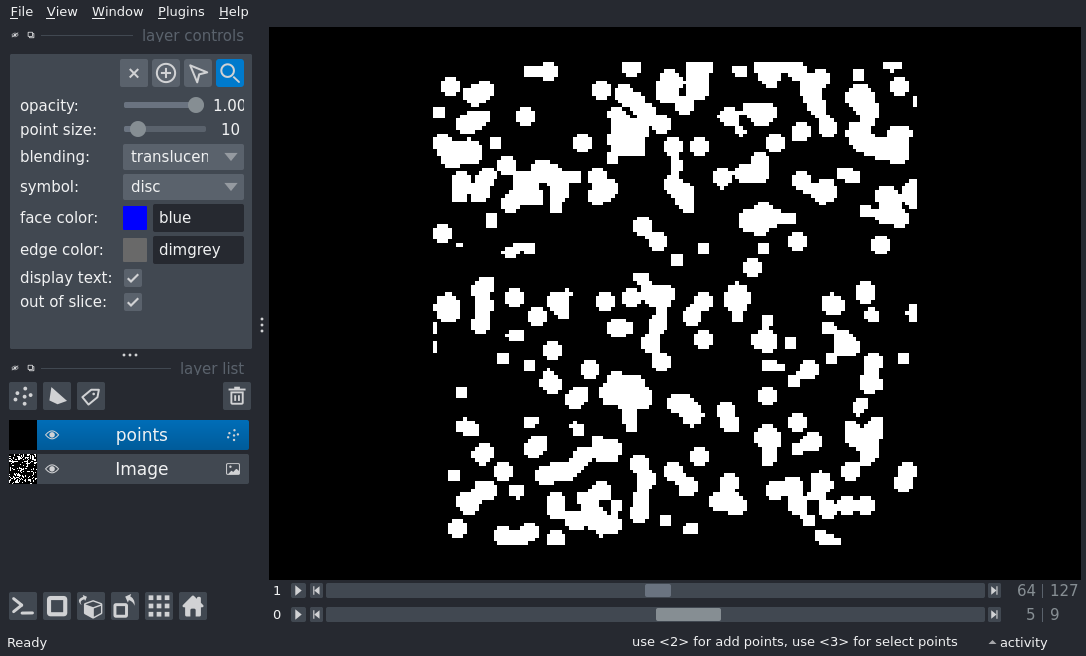 File View Window Plugins Help
layer controls
opacity: 1.00
point size: 10
blending: translucen
symbol: disc
face color: blue
edge color: dimgrey
display text:
out of slice:
layer list
points
Image
1 64 | 127
0 5 | 9
Ready use <2> for add points, use <3> for select points activity